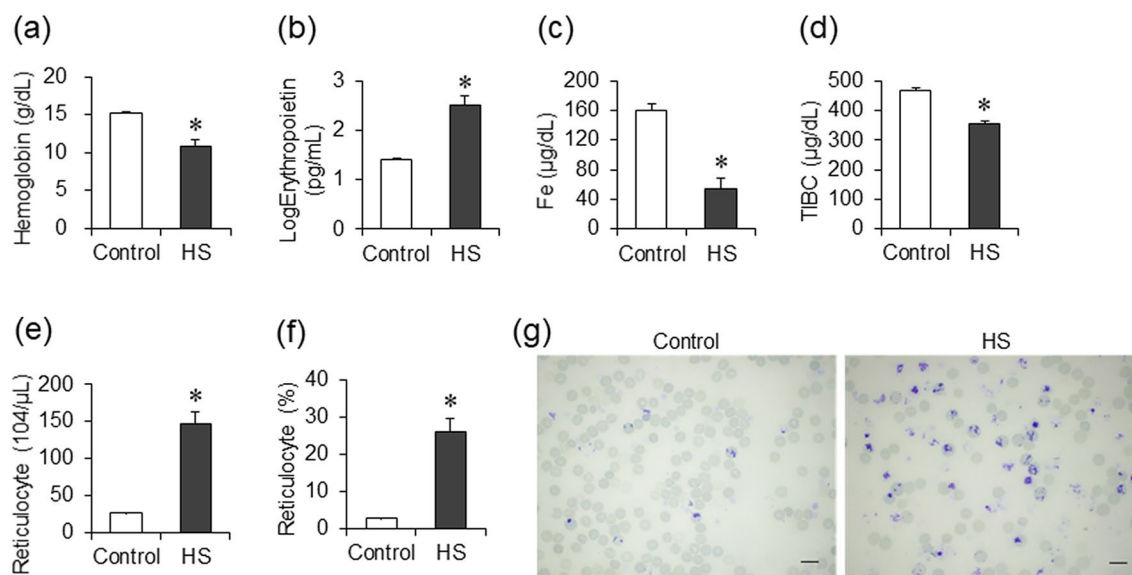 (a)
Hemoglobin (g/dL)
20
15
10
5
0
*
Control HS
(b)
LogErythropoietin
(pg/mL)
3
2
1
0
*
Control HS
(c)
Fe (µg/dL)
200
160
120
80
40
0
*
Control HS
(d)
TIBC (µg/dL)
500
400
300
200
100
0
*
Control HS
(e)
Reticulocyte (104/µL)
200
150
100
50
0
*
Control HS
(f)
Reticulocyte (%)
40
30
20
10
0
*
Control HS
(g)
Control HS